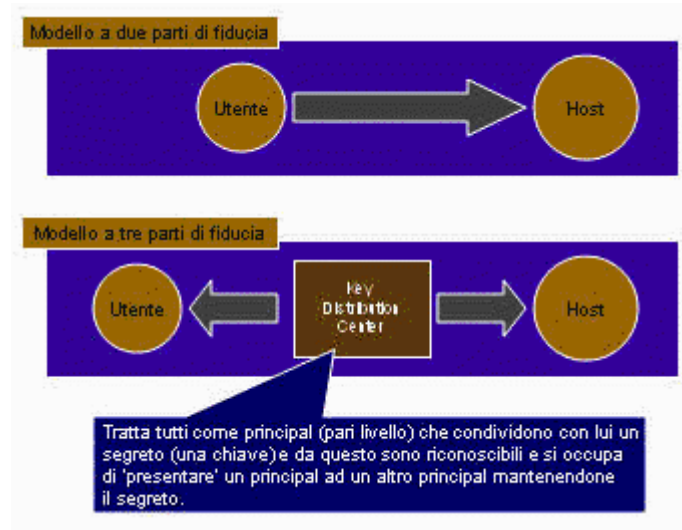 Modello a due parti di fiducia
Utente
Host
Modello a tre parti di fiducia
Utente
Key
Distribution
Center
Host
Tratta tutti come principal (pari livello) che condividono con lui un
segreto (una chiave) e da questo sono riconoscibili e si occupa
di 'presentare' un principal ad un altro principal mantenendone
il segreto.